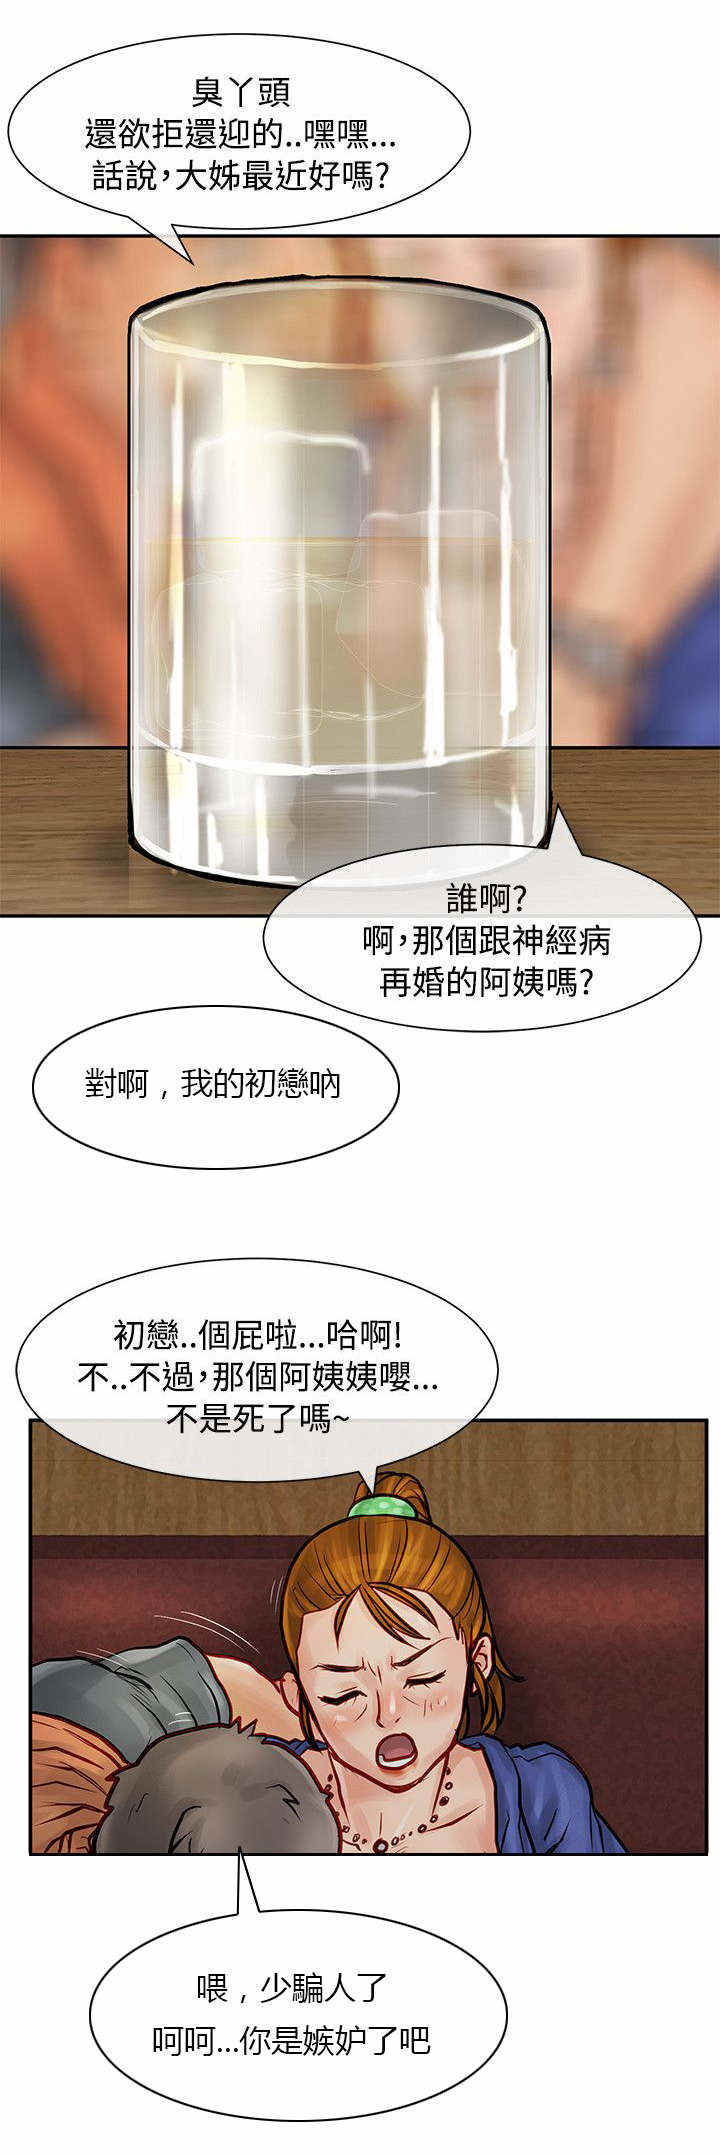 臭丫頭
還欲拒還迎的..嘿嘿...
話說,大姊最近好嗎?
誰啊?
啊,那個跟神經病
再婚的阿姨嗎?
對啊,我的初戀吶
初戀..個屁啦...哈啊!
不..不過,那個阿姨姨嚶...
不是死了嗎~
喂,少騙人了
呵呵...你是嫉妒了吧